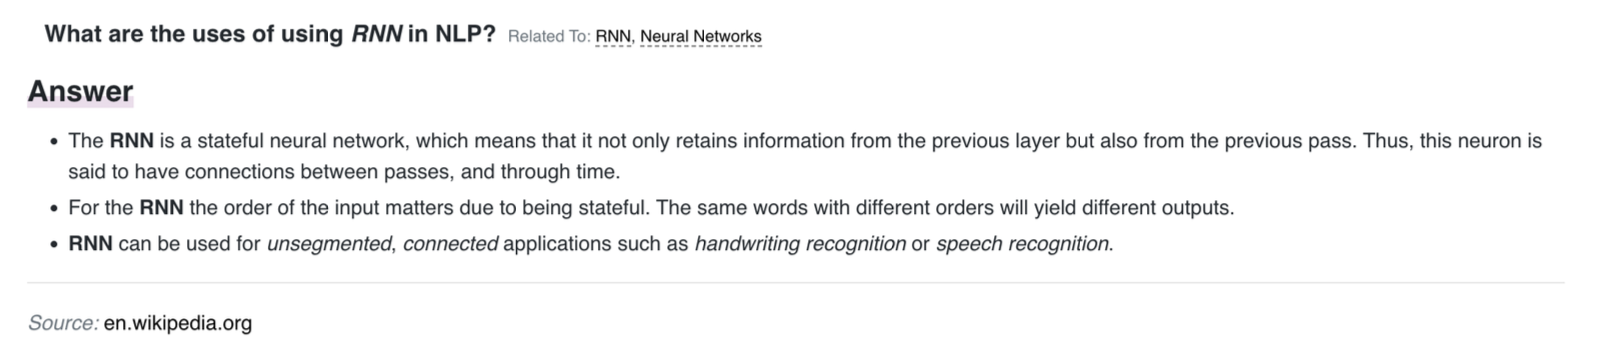 What are the uses of using RNN in NLP? Related To: RNN, Neural Networks
Answer
• The RNN is a stateful neural network, which means that it not only retains information from the previous layer but also from the previous pass. Thus, this neuron is
said to have connections between passes, and through time.
• For the RNN the order of the input matters due to being stateful. The same words with different orders will yield different outputs.
• RNN can be used for unsegmented, connected applications such as handwriting recognition or speech recognition.
Source: en.wikipedia.org